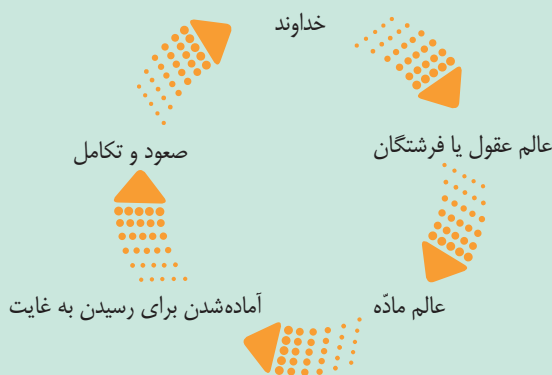 خداوند
عالم عقول یا فرشتگان
عالم مادّه
آماده‌شدن برای رسیدن به غایت
صعود و تکامل